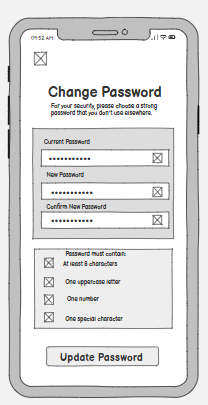 09:52 AM
Change Password
For your security, please choose a strong
password that you don't use elsewhere.
Current Password
•••••••••••
New Password
•••••••••••
Confirm New Password
•••••••••••
Password must contain:
At least 8 characters
One uppercase letter
One number
One special character
Update Password